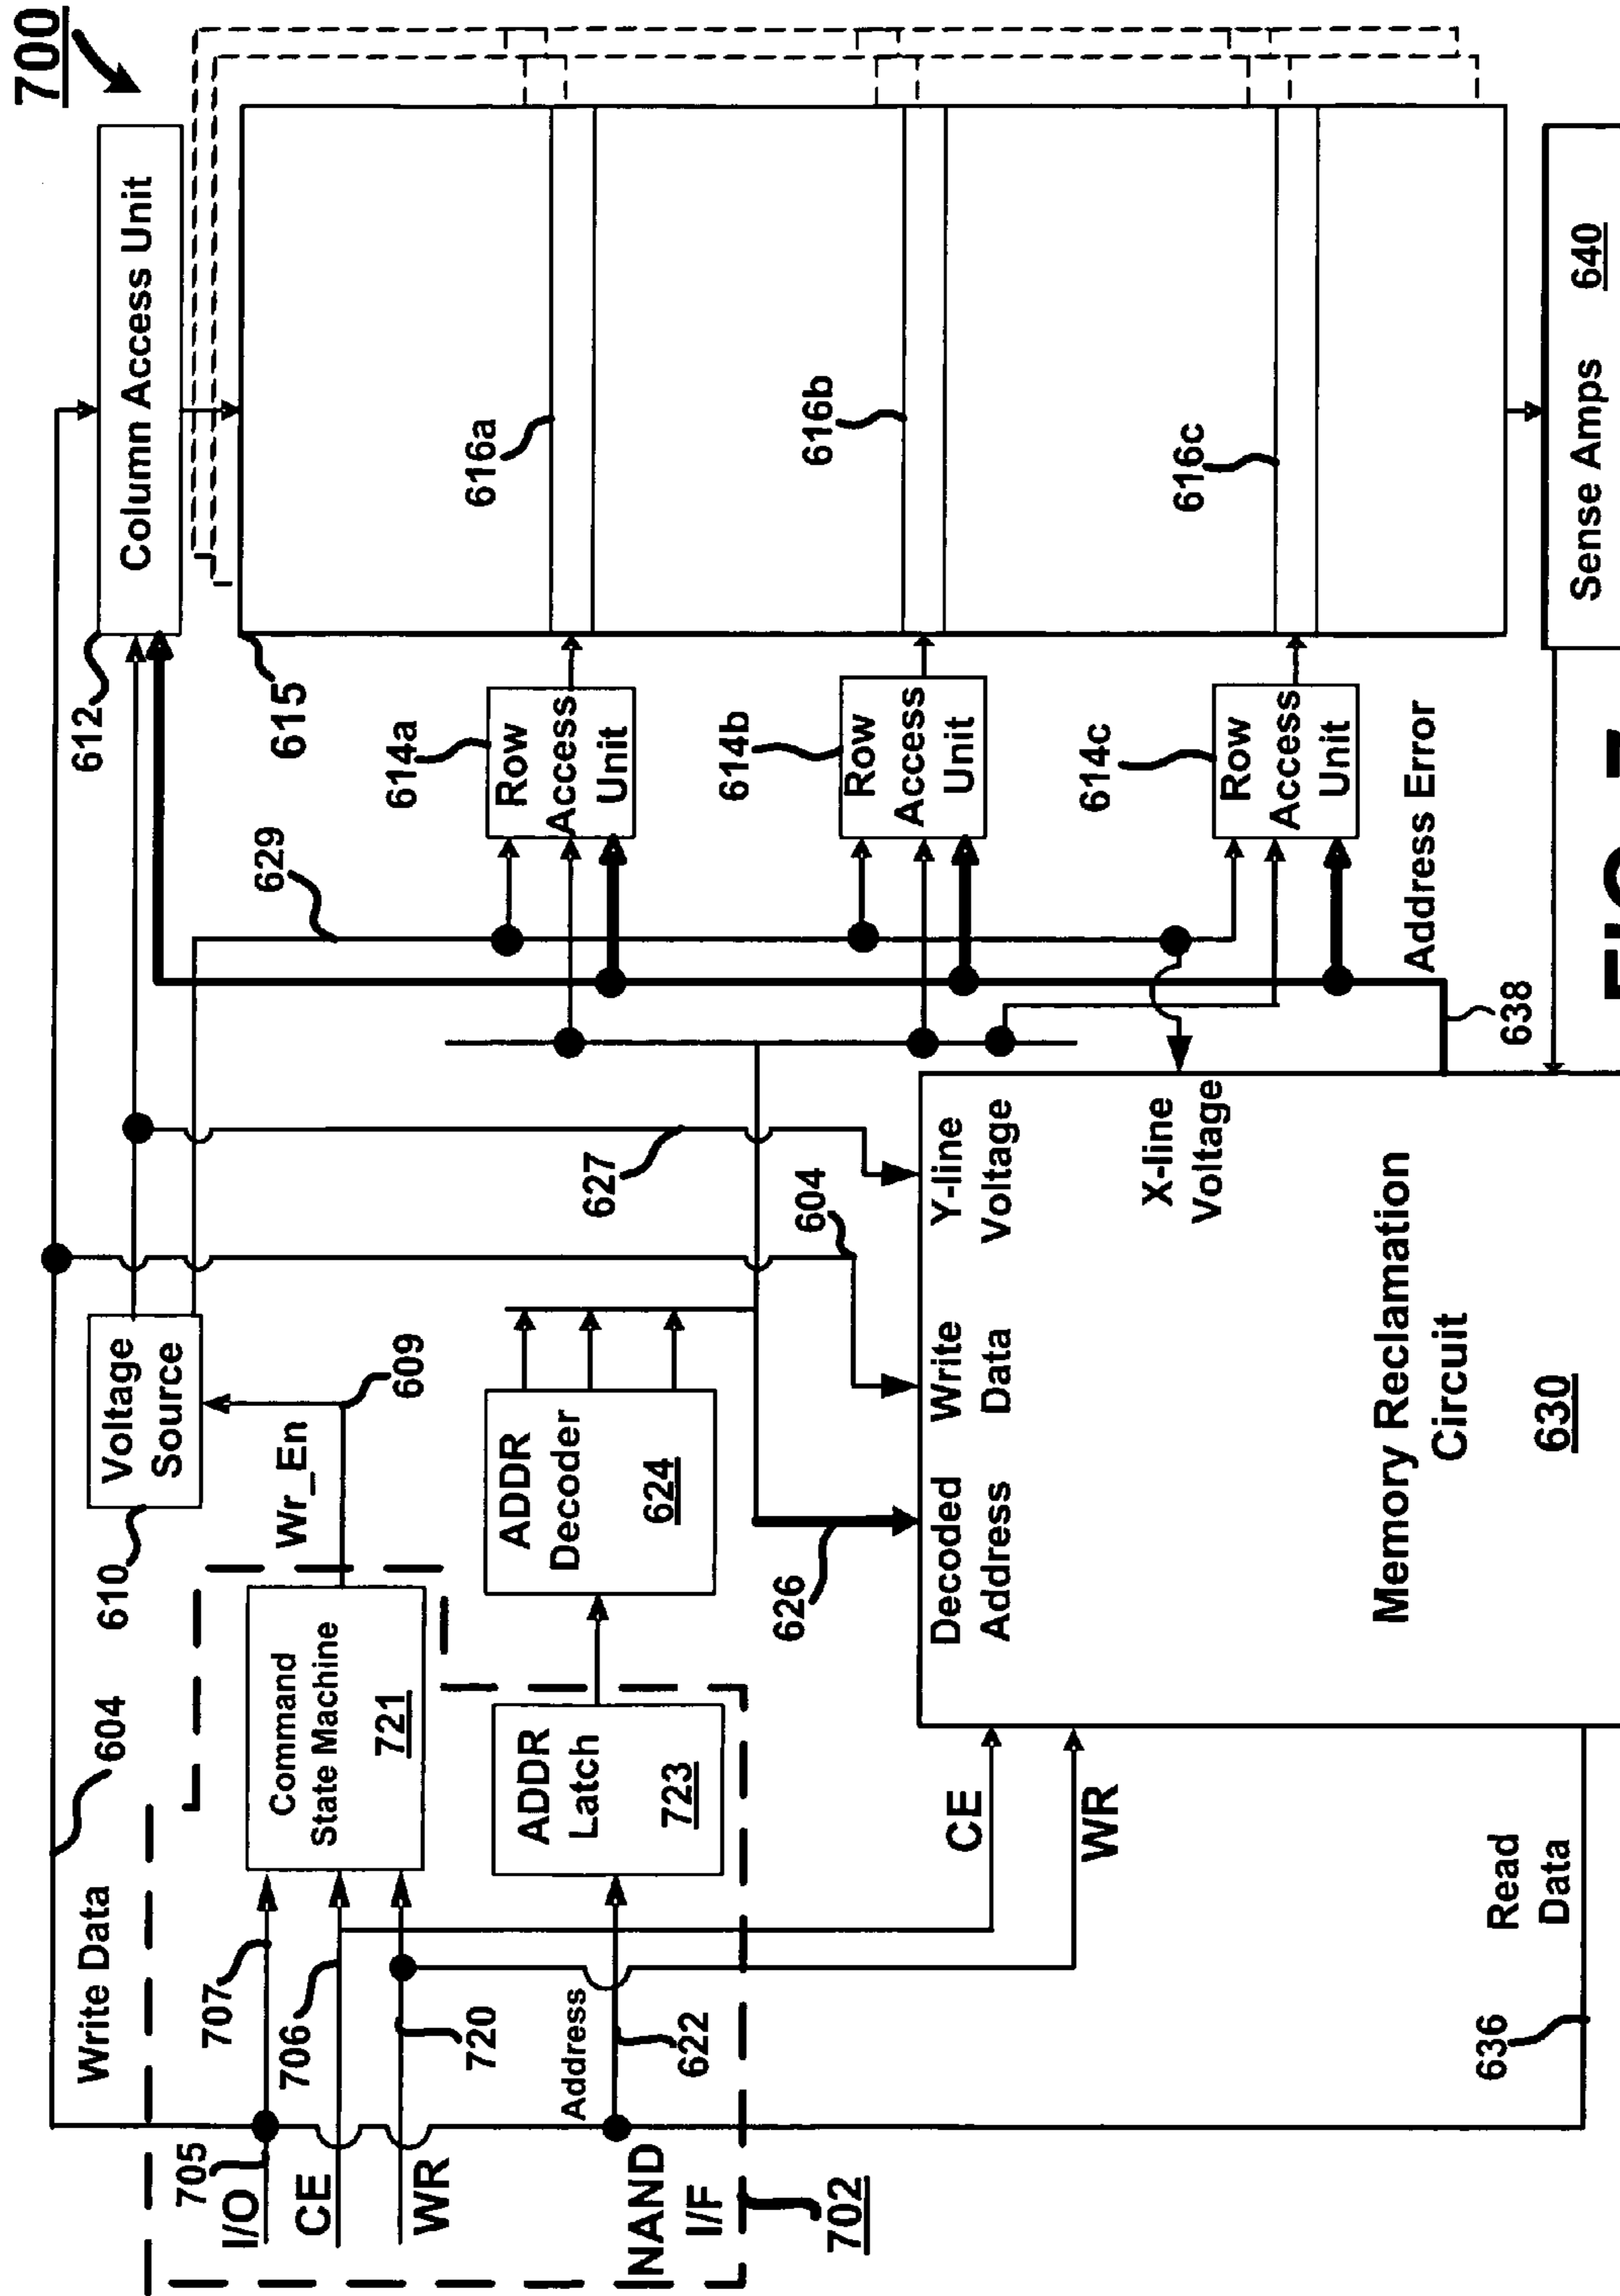 700
Write Data
604
612
Column Access Unit
705
I/O
707
CE
706
WR
720
Command
State Machine
721
610
Voltage
Source
Wr_En
609
615
629
614a
Row
Access
Unit
616a
NAND
I/F
702
Address
622
ADDR
Latch
723
ADDR
Decoder
624
627
604
626
614b
Row
Access
Unit
616b
CE
WR
Decoded
Address
Write
Data
Y-line
Voltage
X-line
Voltage
614c
Row
Access
Unit
616c
Address Error
638
Memory Reclamation
Circuit
630
Read
Data
636
Sense Amps 640